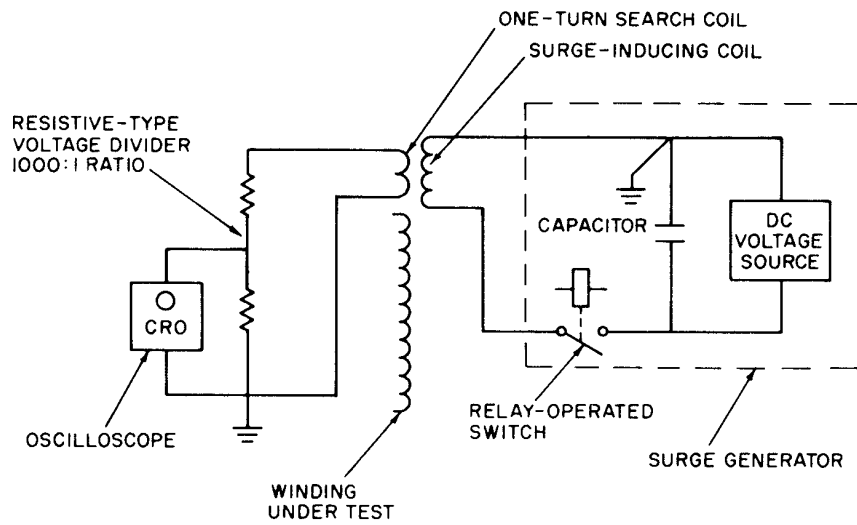 ONE-TURN SEARCH COIL
SURGE-INDUCING COIL
RESISTIVE-TYPE
VOLTAGE DIVIDER
1000:1 RATIO
CAPACITOR
DC
VOLTAGE
SOURCE
CRO
OSCILLOSCOPE
RELAY-OPERATED
SWITCH
SURGE GENERATOR
WINDING
UNDER TEST